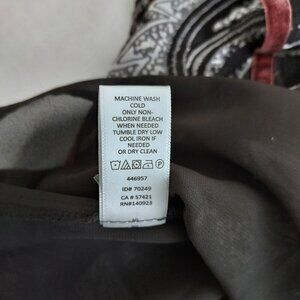 MACHINE WASH
COLD
ONLY NON-
CHLORINE BLEACH
WHEN NEEDED
TUMBLE DRY LOW
COOL IRON IF
NEEDED
OR DRY CLEAN
446957
ID# 70249
CA # 57421
RN#140923